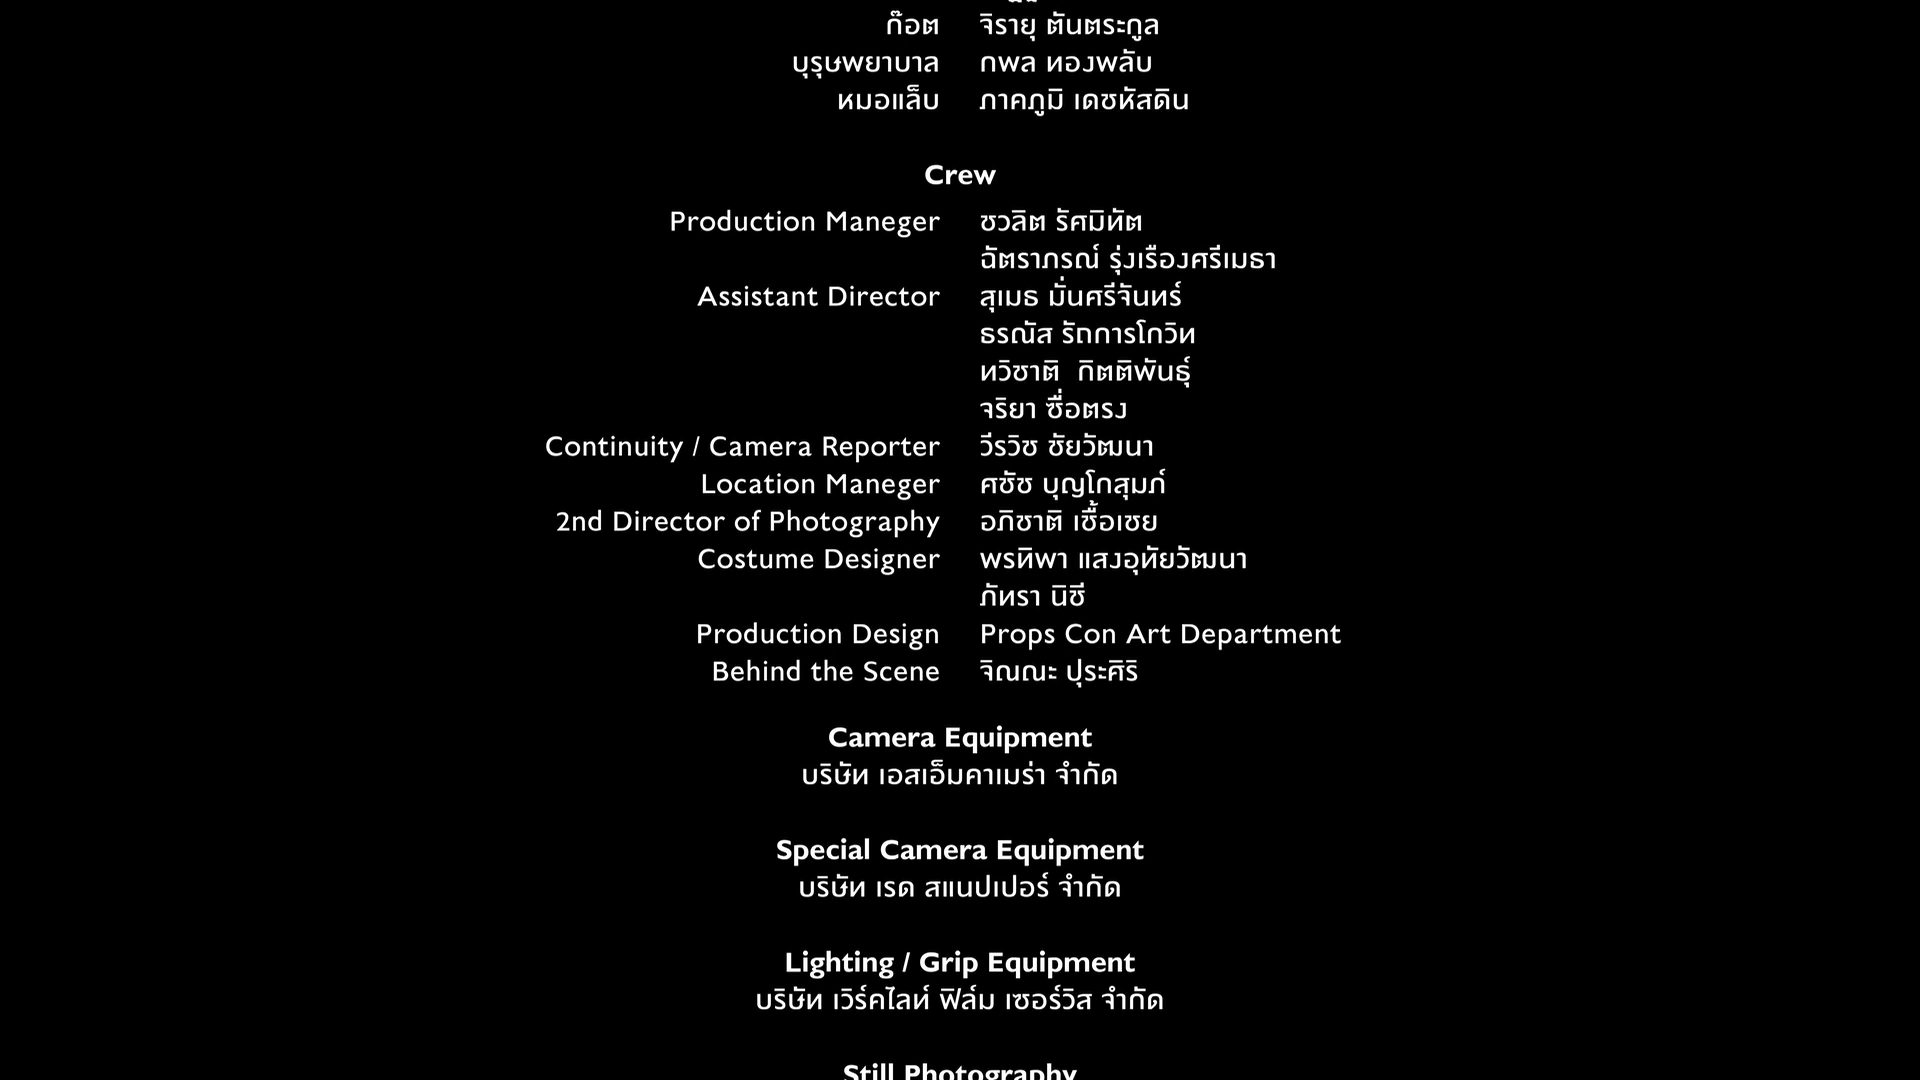 ก๊อต จิรายุ ตันตระกูล
บุรุษพยาบาล กพล ทองพลับ
หมอแล็บ ภาคภูมิ เดชหัสดิน
Crew
Production Maneger ชวลิต รัศมิทัต
ฉัตราภรณ์ รุ่งเรืองศรีเมธา
Assistant Director สุเมธ มั่นศรีจันทร์
ธรณัส รัถการโกวิท
ทวิชาติ กิตติพันธุ์
จริยา ซื่อตรง
Continuity / Camera Reporter วีรวิช ชัยวัฒนา
Location Maneger ศชัช บุญโกสุมภ์
2nd Director of Photography อภิชาติ เชื้อเชย
Costume Designer พรทิพา แสงอุทัยวัฒนา
ภัทรา นิชี
Production Design Props Con Art Department
Behind the Scene จิณณะ ปุระศิริ
Camera Equipment
บริษัท เอสเอ็มคาเมร่า จำกัด
Special Camera Equipment
บริษัท เรด สแนปเปอร์ จำกัด
Lighting / Grip Equipment
บริษัท เวิร์คไลท์ ฟิล์ม เซอร์วิส จำกัด
Still Photography